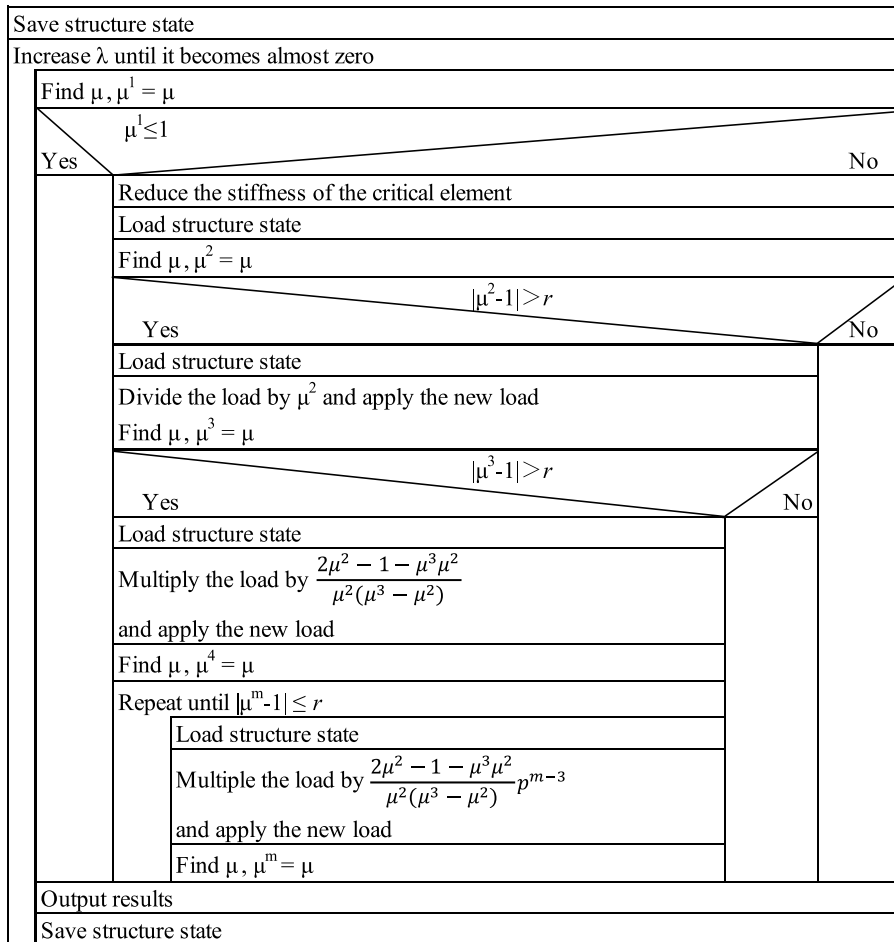 Save structure state
Increase λ until it becomes almost zero
Find μ, μ¹ = μ
μ¹≤1
Yes
No
Reduce the stiffness of the critical element
Load structure state
Find μ, μ² = μ
|μ²-1|>r
Yes
No
Load structure state
Divide the load by μ² and apply the new load
Find μ, μ³ = μ
|μ³-1|>r
Yes
No
Load structure state
Multiply the load by (2μ² − 1 − μ³μ²)/(μ²(μ³ − μ²))
and apply the new load
Find μ, μ⁴ = μ
Repeat until |μᵐ-1| ≤ r
Load structure state
Multiple the load by (2μ² − 1 − μ³μ²)/(μ²(μ³ − μ²)) pᵐ⁻³
and apply the new load
Find μ, μᵐ = μ
Output results
Save structure state